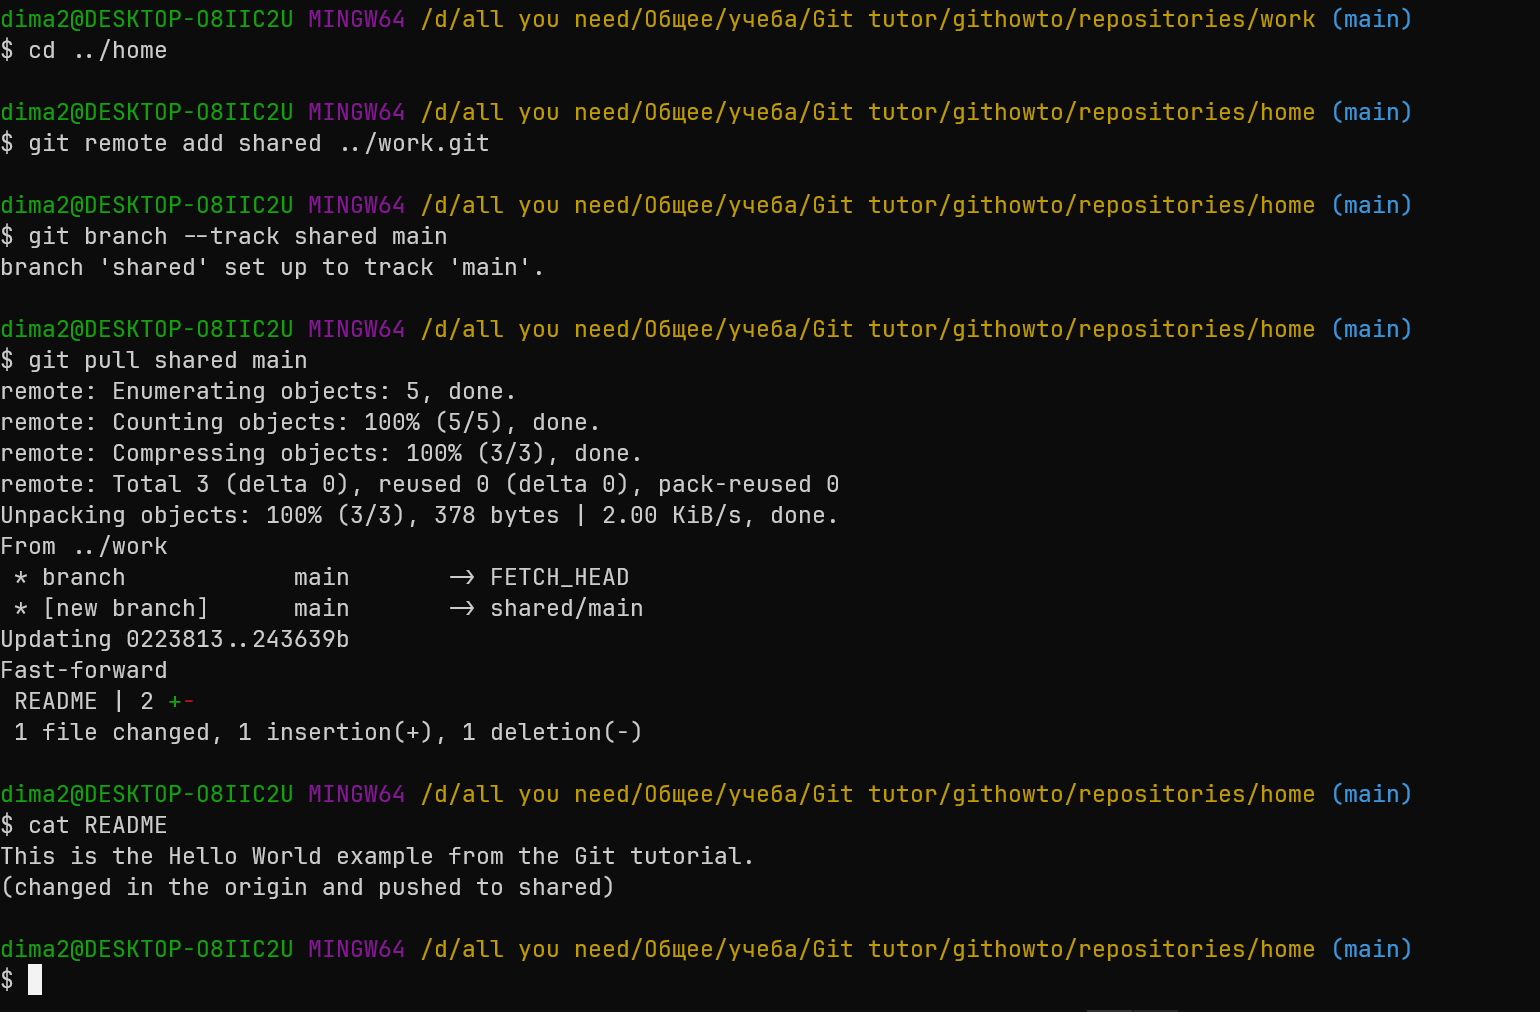 dima2@DESKTOP-O8IIC2U MINGW64 /d/all you need/Общее/учеба/Git tutor/githowto/repositories/work (main)
$ cd ../home
dima2@DESKTOP-O8IIC2U MINGW64 /d/all you need/Общее/учеба/Git tutor/githowto/repositories/home (main)
$ git remote add shared ../work.git
dima2@DESKTOP-O8IIC2U MINGW64 /d/all you need/Общее/учеба/Git tutor/githowto/repositories/home (main)
$ git branch --track shared main
branch 'shared' set up to track 'main'.
dima2@DESKTOP-O8IIC2U MINGW64 /d/all you need/Общее/учеба/Git tutor/githowto/repositories/home (main)
$ git pull shared main
remote: Enumerating objects: 5, done.
remote: Counting objects: 100% (5/5), done.
remote: Compressing objects: 100% (3/3), done.
remote: Total 3 (delta 0), reused 0 (delta 0), pack-reused 0
Unpacking objects: 100% (3/3), 378 bytes | 2.00 KiB/s, done.
From ../work
 * branch            main       -> FETCH_HEAD
 * [new branch]      main       -> shared/main
Updating 0223813..243639b
Fast-forward
 README | 2 +-
 1 file changed, 1 insertion(+), 1 deletion(-)
dima2@DESKTOP-O8IIC2U MINGW64 /d/all you need/Общее/учеба/Git tutor/githowto/repositories/home (main)
$ cat README
This is the Hello World example from the Git tutorial.
(changed in the origin and pushed to shared)
dima2@DESKTOP-O8IIC2U MINGW64 /d/all you need/Общее/учеба/Git tutor/githowto/repositories/home (main)
$